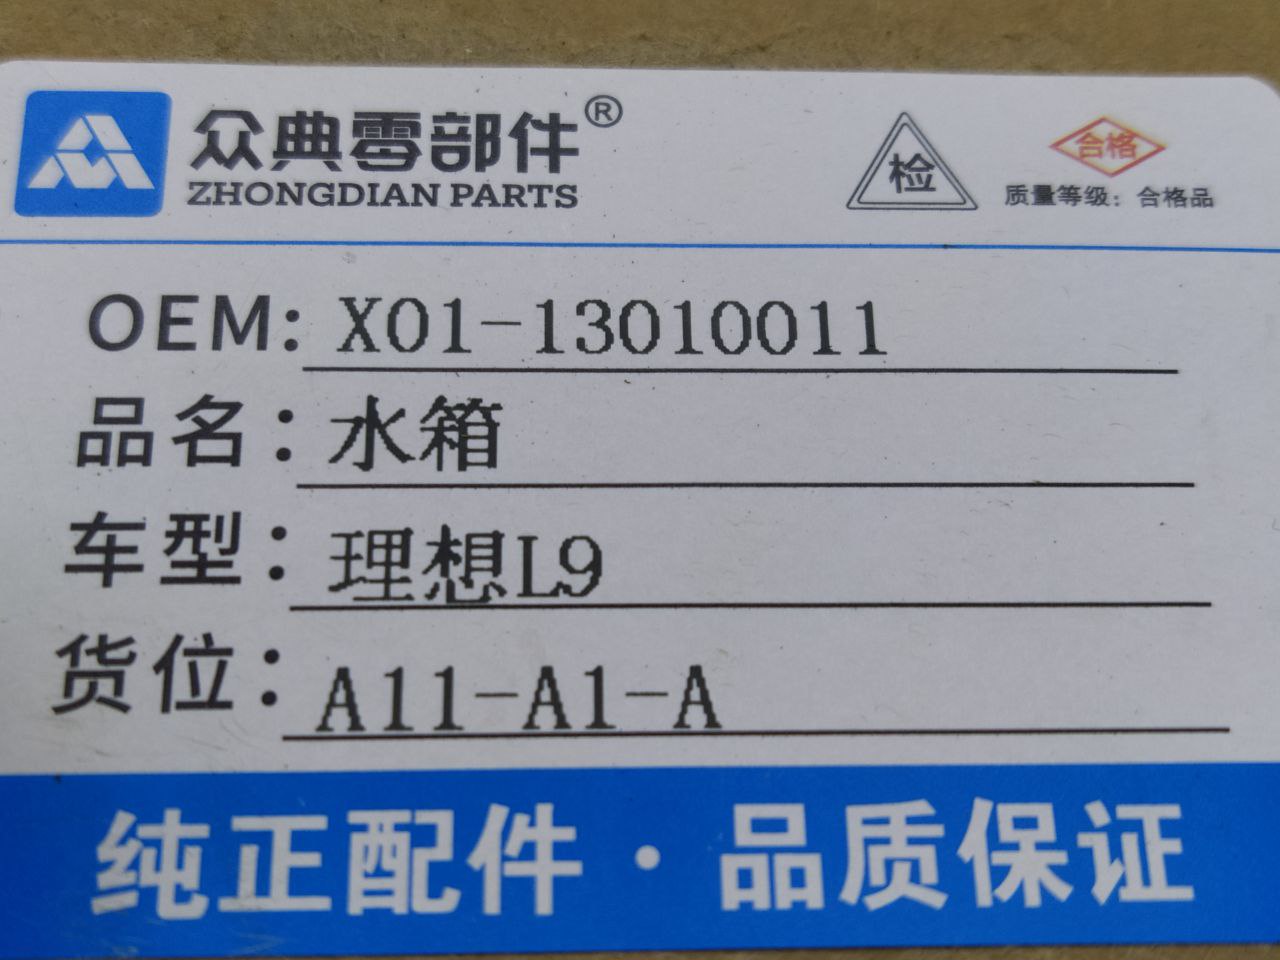 众典零部件®
ZHONGDIAN PARTS
检
合格
质量等级：合格品
OEM: X01-13010011
品名：水箱
车型：理想L9
货位：A11-A1-A
纯正配件·品质保证